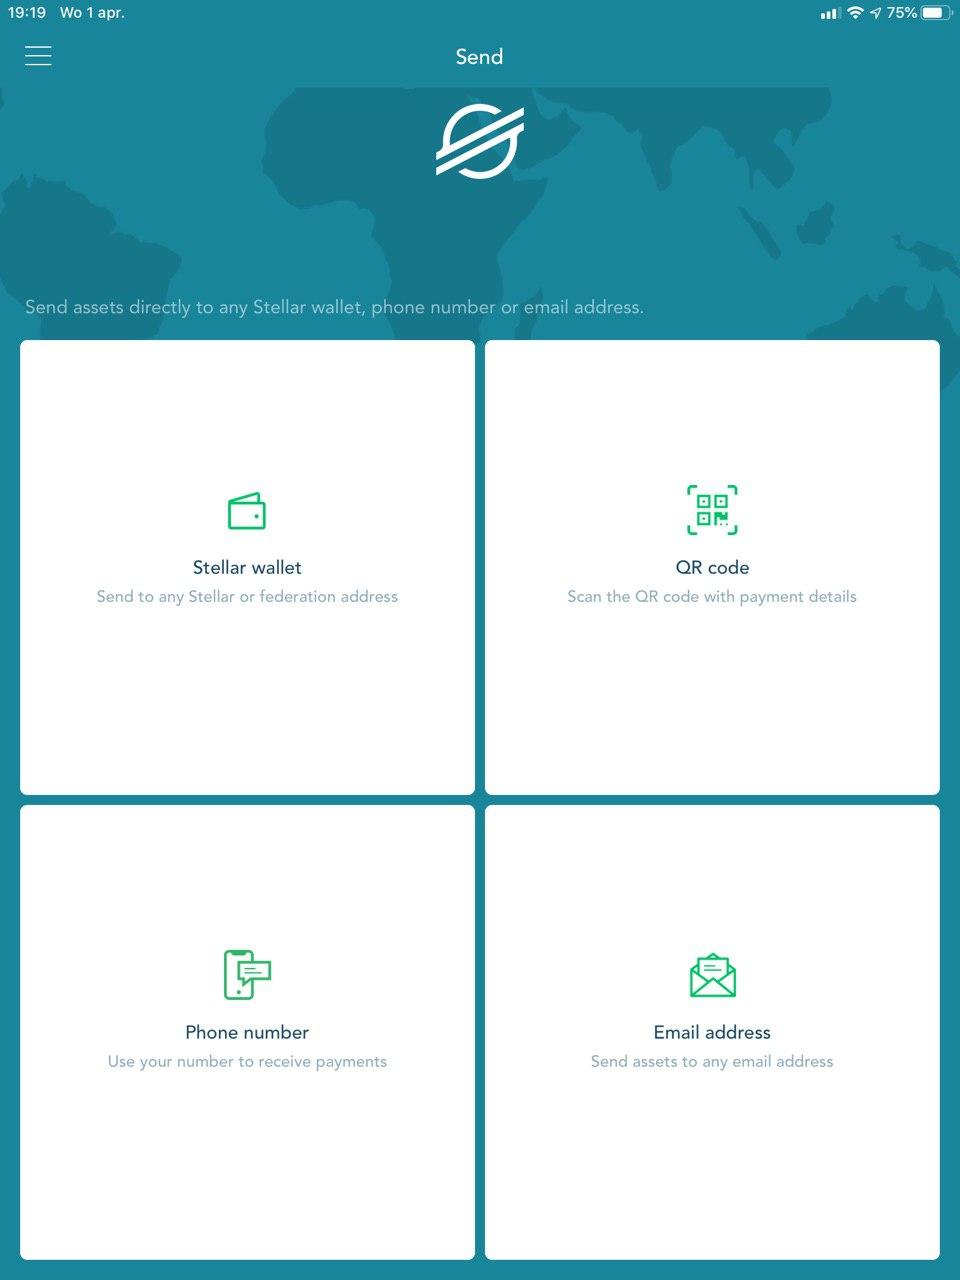 19:19 Wo 1 apr. 75%
Send
Send assets directly to any Stellar wallet, phone number or email address.
Stellar wallet
Send to any Stellar or federation address
QR code
Scan the QR code with payment details
Phone number
Use your number to receive payments
Email address
Send assets to any email address